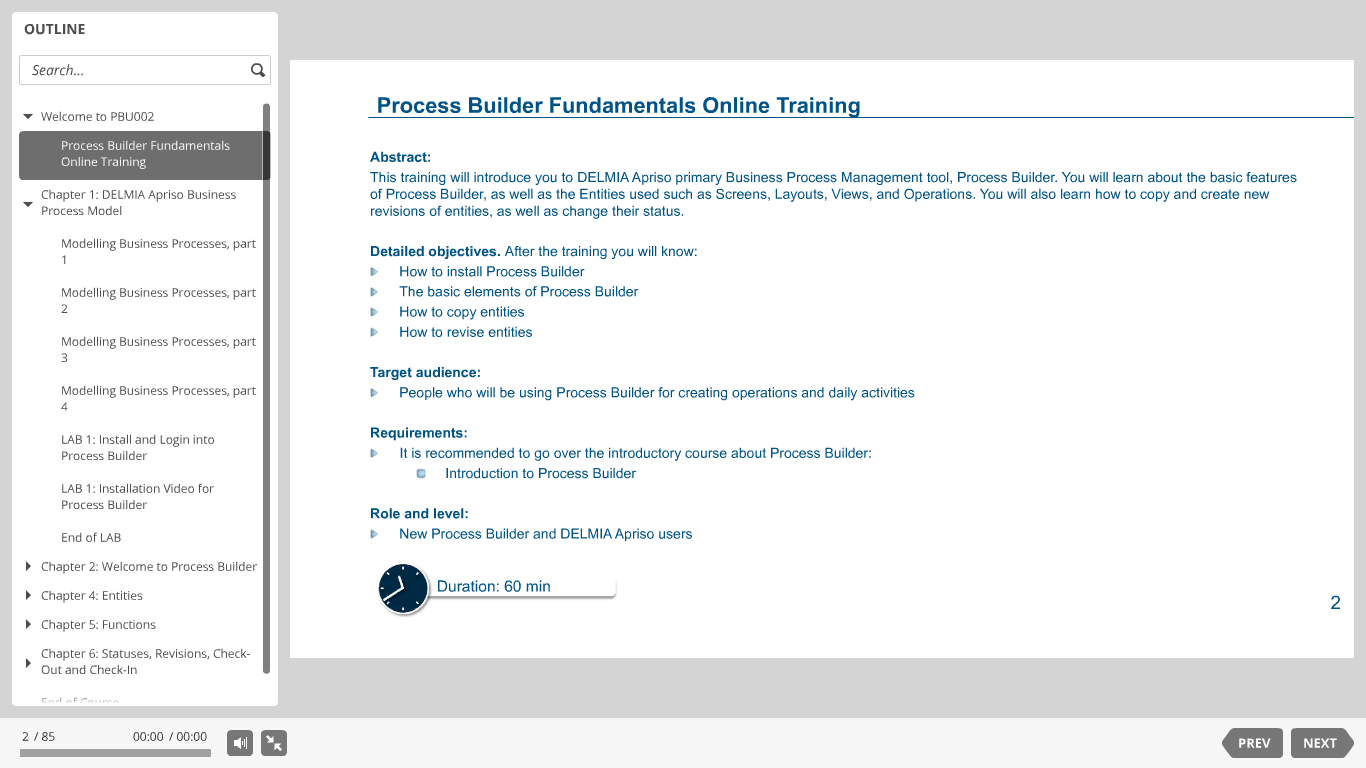 OUTLINE
Search...
Welcome to PBU002
Process Builder Fundamentals
Online Training
Chapter 1: DELMIA Apriso Business
Process Model
Modelling Business Processes, part
1
Modelling Business Processes, part
2
Modelling Business Processes, part
3
Modelling Business Processes, part
4
LAB 1: Install and Login into
Process Builder
LAB 1: Installation Video for
Process Builder
End of LAB
Chapter 2: Welcome to Process Builder
Chapter 4: Entities
Chapter 5: Functions
Chapter 6: Statuses, Revisions, Check-
Out and Check-In
End of Course
Process Builder Fundamentals Online Training
Abstract:
This training will introduce you to DELMIA Apriso primary Business Process Management tool, Process Builder. You will learn about the basic features
of Process Builder, as well as the Entities used such as Screens, Layouts, Views, and Operations. You will also learn how to copy and create new
revisions of entities, as well as change their status.
Detailed objectives. After the training you will know:
How to install Process Builder
The basic elements of Process Builder
How to copy entities
How to revise entities
Target audience:
People who will be using Process Builder for creating operations and daily activities
Requirements:
It is recommended to go over the introductory course about Process Builder:
Introduction to Process Builder
Role and level:
New Process Builder and DELMIA Apriso users
Duration: 60 min
2
2 / 85
00:00 / 00:00
PREV
NEXT